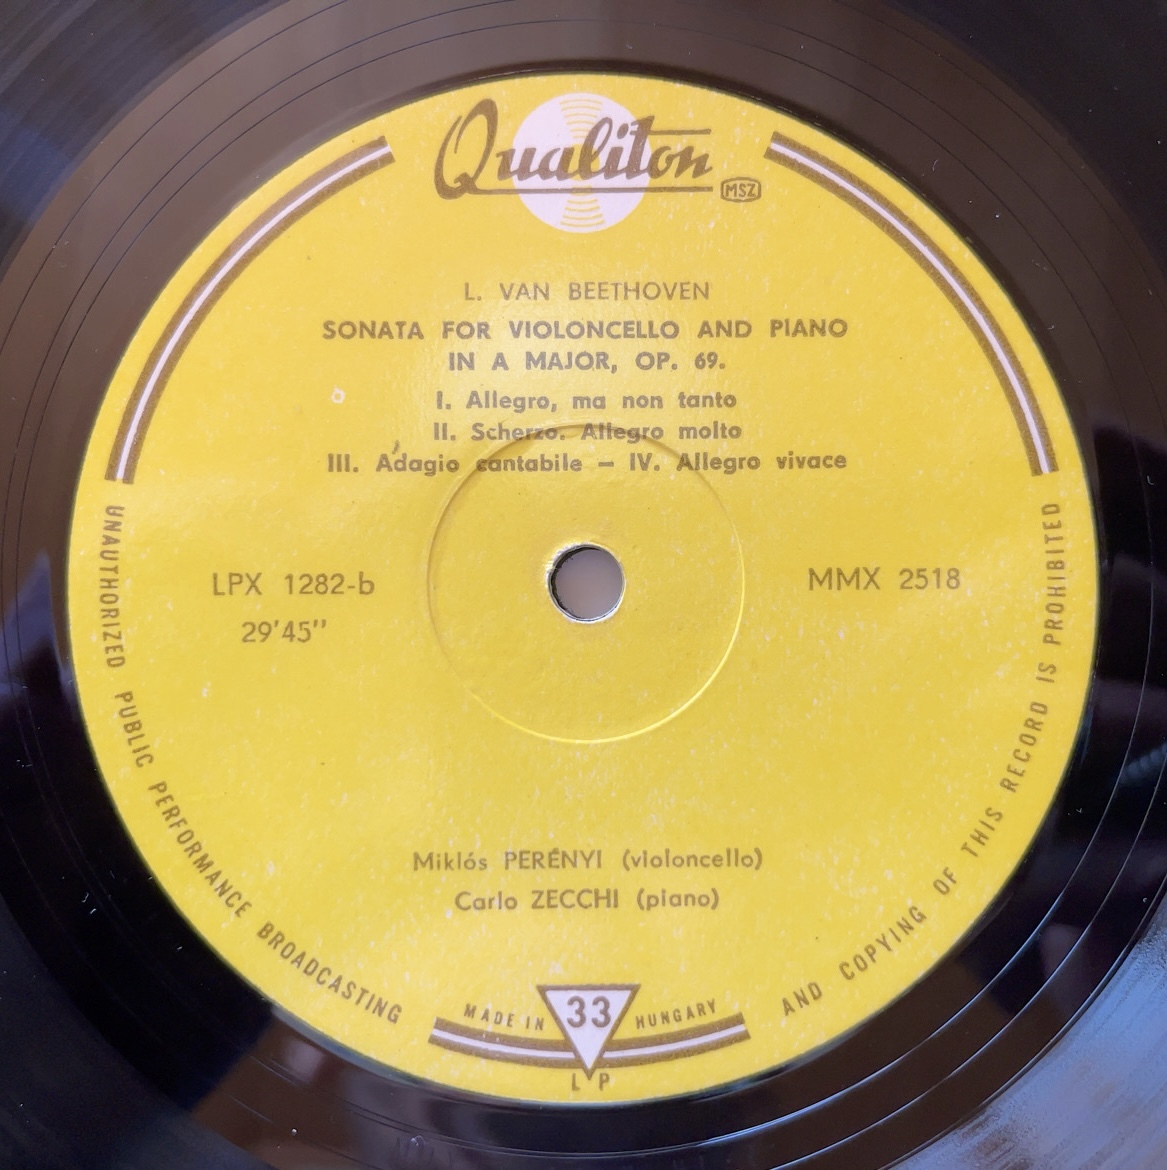 Qualiton
MSZ
L. VAN BEETHOVEN
SONATA FOR VIOLONCELLO AND PIANO
IN A MAJOR, OP. 69.
I. Allegro, ma non tanto
II. Scherzo. Allegro molto
III. Adagio cantabile – IV. Allegro vivace
LPX 1282-b
29'45''
MMX 2518
Miklós PERÉNYI (violoncello)
Carlo ZECCHI (piano)
UNAUTHORIZED PUBLIC PERFORMANCE BROADCASTING AND COPYING OF THIS RECORD IS PROHIBITED
MADE IN 33 HUNGARY
LP